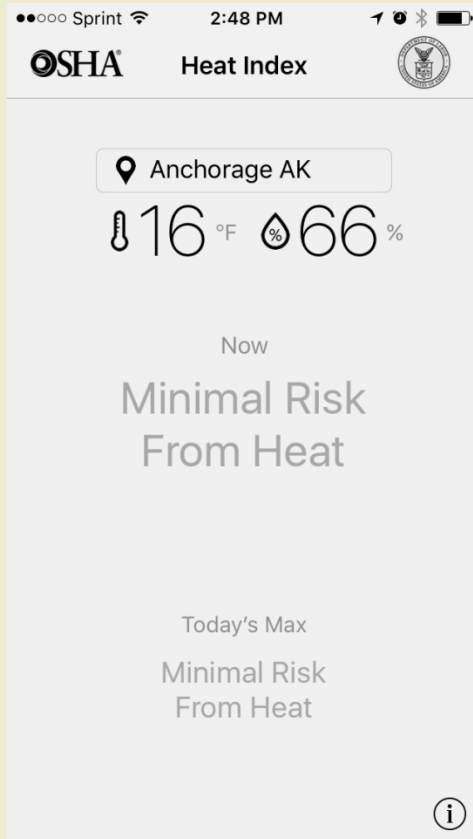 Sprint 2:48 PM
OSHA® Heat Index
Anchorage AK
16 °F % 66 %
Now
Minimal Risk
From Heat
Today's Max
Minimal Risk
From Heat
i